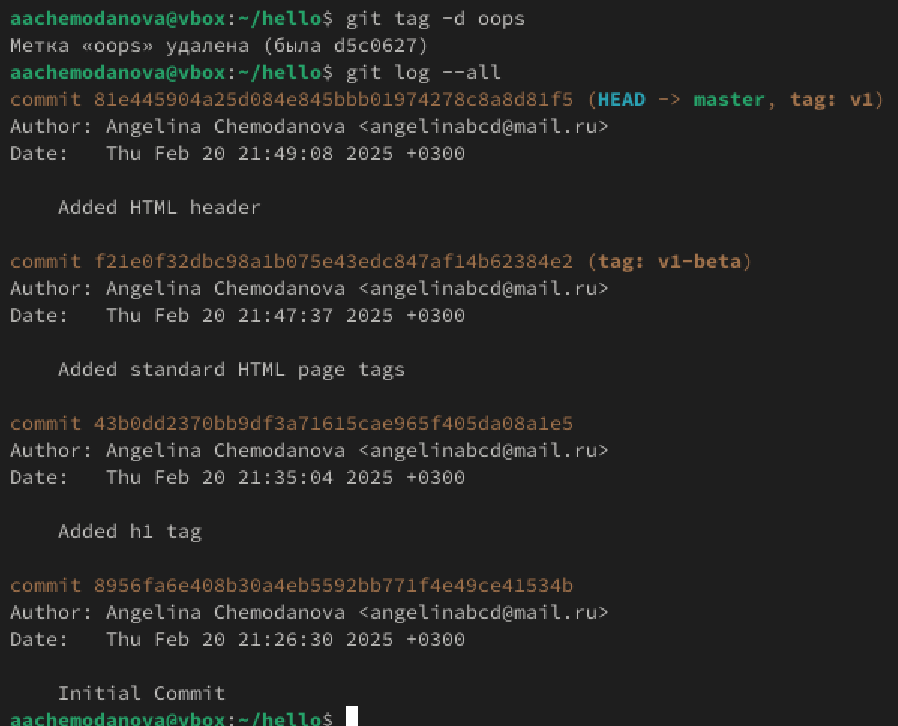 aachemodanova@vbox:~/hello$ git tag -d oops
Метка «oops» удалена (была d5c0627)
aachemodanova@vbox:~/hello$ git log --all
commit 81e445904a25d084e845bbb01974278c8a8d81f5 (HEAD -> master, tag: v1)
Author: Angelina Chemodanova <angelinabcd@mail.ru>
Date:   Thu Feb 20 21:49:08 2025 +0300
    Added HTML header
commit f21e0f32dbc98a1b075e43edc847af14b62384e2 (tag: v1-beta)
Author: Angelina Chemodanova <angelinabcd@mail.ru>
Date:   Thu Feb 20 21:47:37 2025 +0300
    Added standard HTML page tags
commit 43b0dd2370bb9df3a71615cae965f405da08a1e5
Author: Angelina Chemodanova <angelinabcd@mail.ru>
Date:   Thu Feb 20 21:35:04 2025 +0300
    Added h1 tag
commit 8956fa6e408b30a4eb5592bb771f4e49ce41534b
Author: Angelina Chemodanova <angelinabcd@mail.ru>
Date:   Thu Feb 20 21:26:30 2025 +0300
    Initial Commit
aachemodanova@vbox:~/hello$